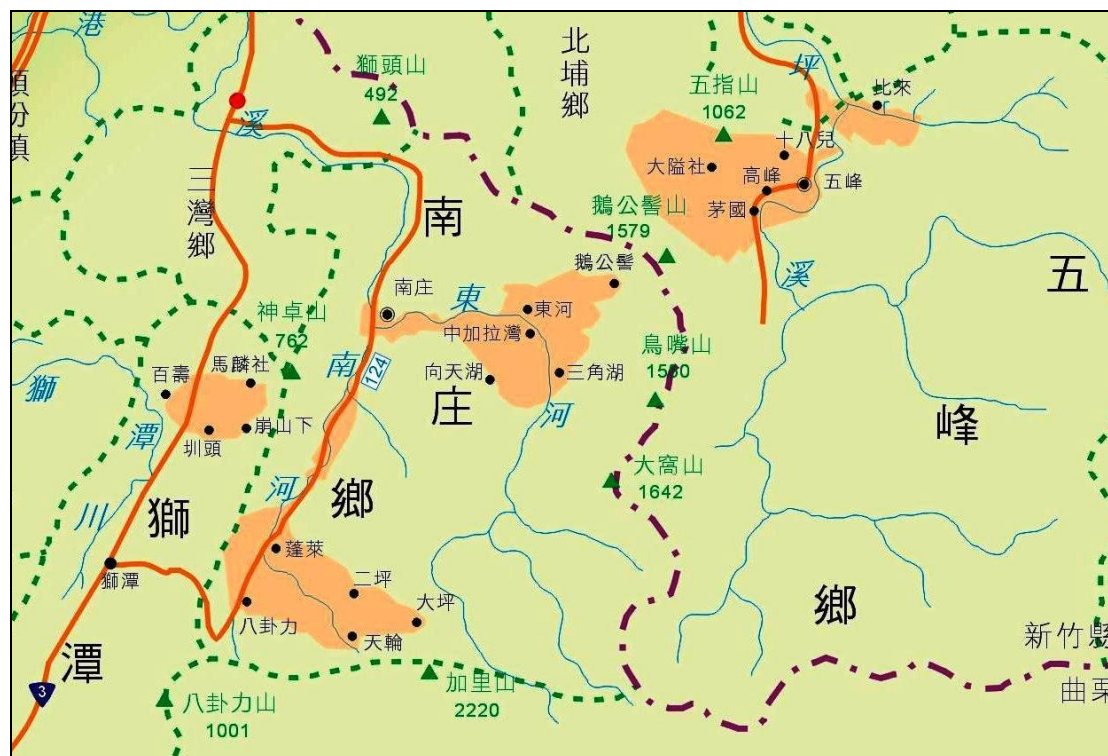 港
北
埔
鄉
坪
獅頭山
492
五指山
1062
比來
份
鎮
溪
十八兒
三
灣
鄉
大隘社
高峰
五峰
茅國
南
鵝公髻山
1579
鵝公髻
溪
五
南庄
東
東河
中加拉灣
神卓山
762
南
124
鳥嘴山
百壽
馬麟社
向天湖
三角湖
獅
潭
川
圳頭
崩山下
庄
河
峰
大窩山
1642
河
鄉
獅
蓬萊
獅潭
二坪
大坪
八卦力
天輪
鄉
新竹縣
潭
3
八卦力山
1001
加里山
2220
曲栗